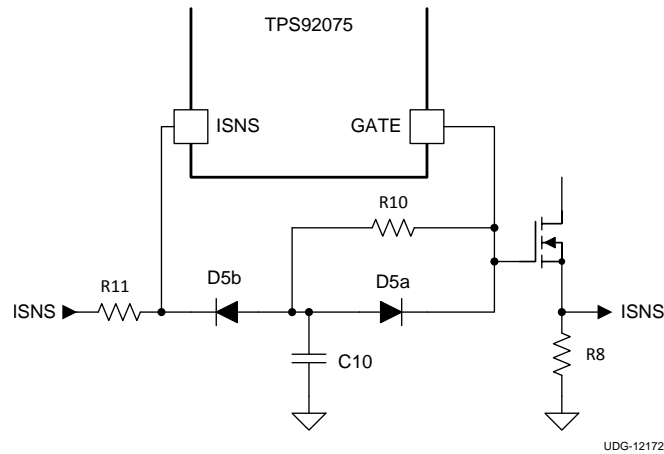 TPS92075
ISNS
GATE
R10
R11
D5b
D5a
ISNS
ISNS
C10
R8
UDG-12172